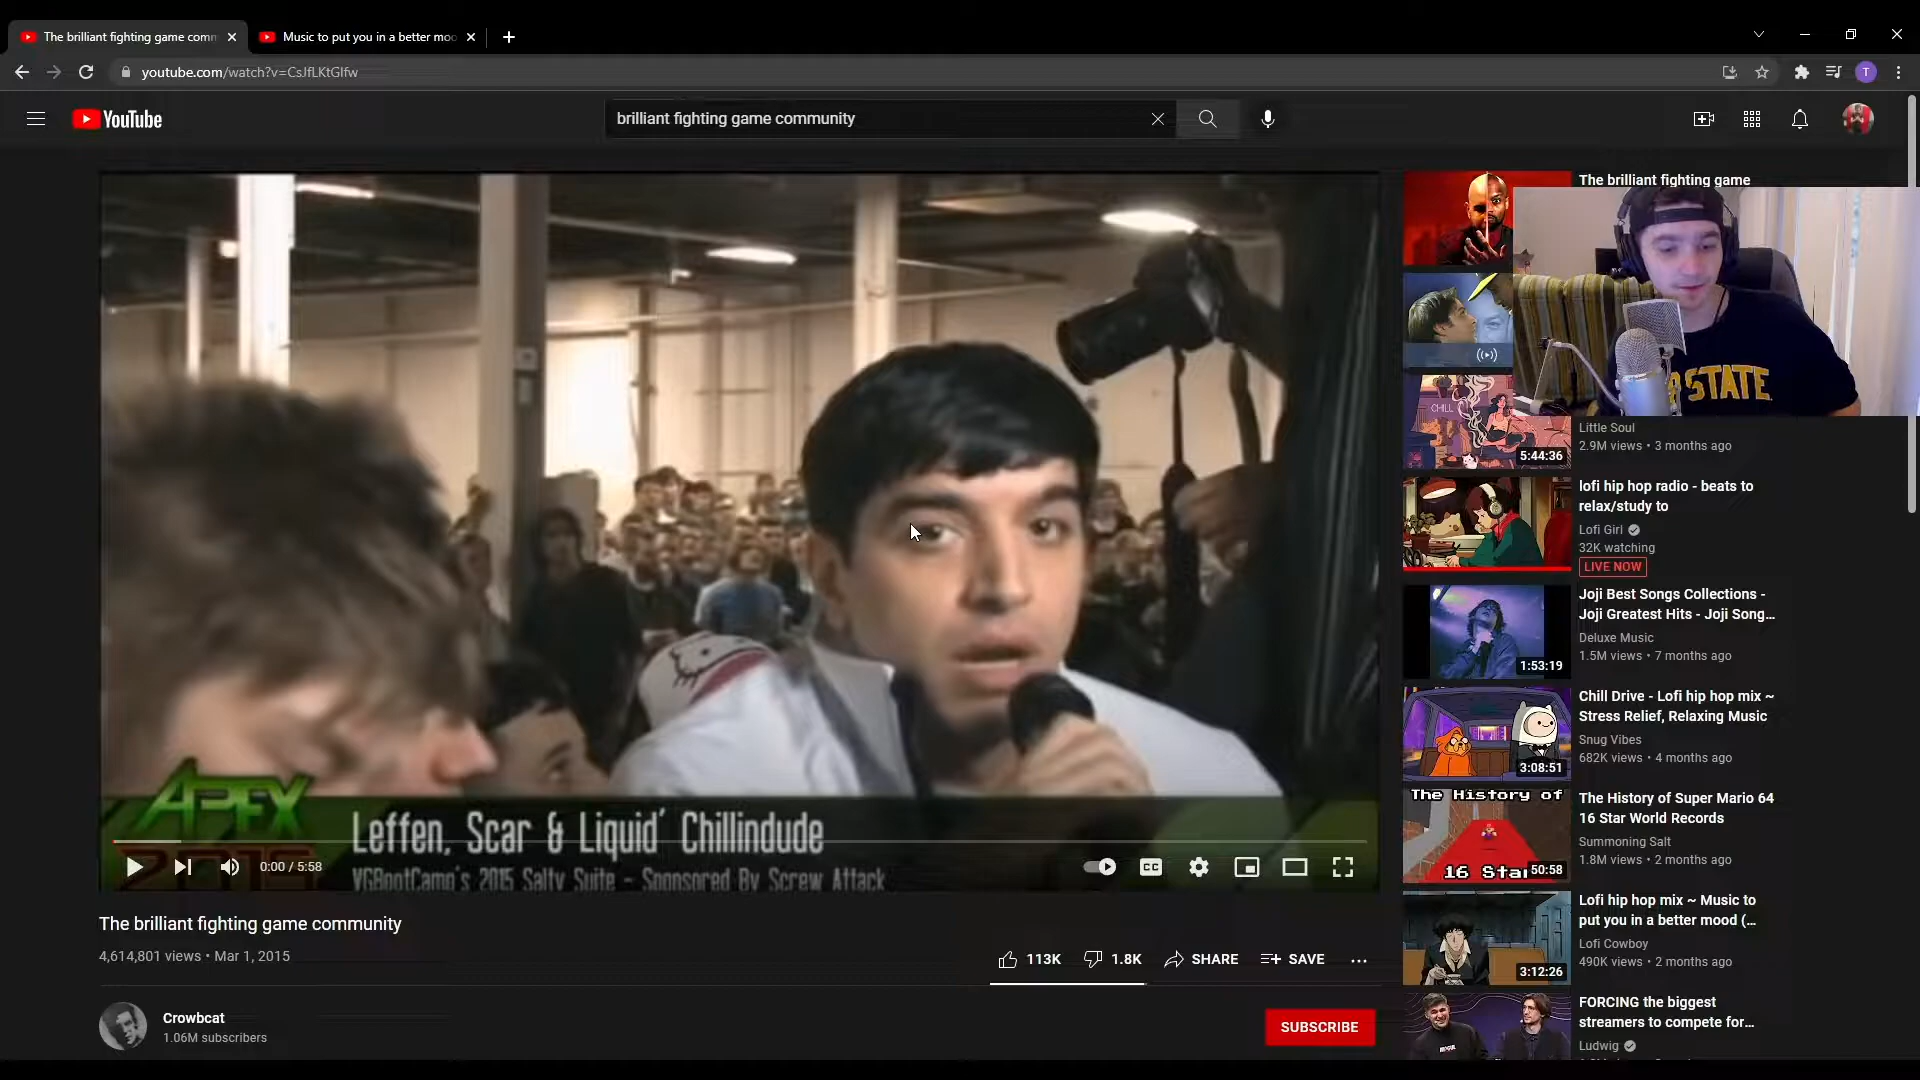 The brilliant fighting game comm
Music to put you in a better moo
youtube.com/watch?v=CsJfLKtGIfw
T
YouTube
brilliant fighting game community
The brilliant fighting game
STATE
CHILL
5:44:36
Little Soul
2.9M views • 3 months ago
lofi hip hop radio - beats to
relax/study to
Lofi Girl
32K watching
LIVE NOW
Joji Best Songs Collections -
Joji Greatest Hits - Joji Song...
Deluxe Music
1.5M views • 7 months ago
1:53:19
Chill Drive - Lofi hip hop mix ~
Stress Relief, Relaxing Music
Snug Vibes
682K views • 4 months ago
3:08:51
The History of
16 Star
50:58
The History of Super Mario 64
16 Star World Records
Summoning Salt
1.8M views • 2 months ago
Lofi hip hop mix ~ Music to
put you in a better mood (...
Lofi Cowboy
490K views • 2 months ago
3:12:26
FORCING the biggest
streamers to compete for...
Ludwig
APEX
2015
Leffen, Scar & Liquid' Chillindude
VGBootCamp's 2015 Salty Suite - Sponsored By Screw Attack
0:00 / 5:58
CC
The brilliant fighting game community
4,614,801 views • Mar 1, 2015
113K
1.8K
SHARE
SAVE
Crowbcat
1.06M subscribers
SUBSCRIBE